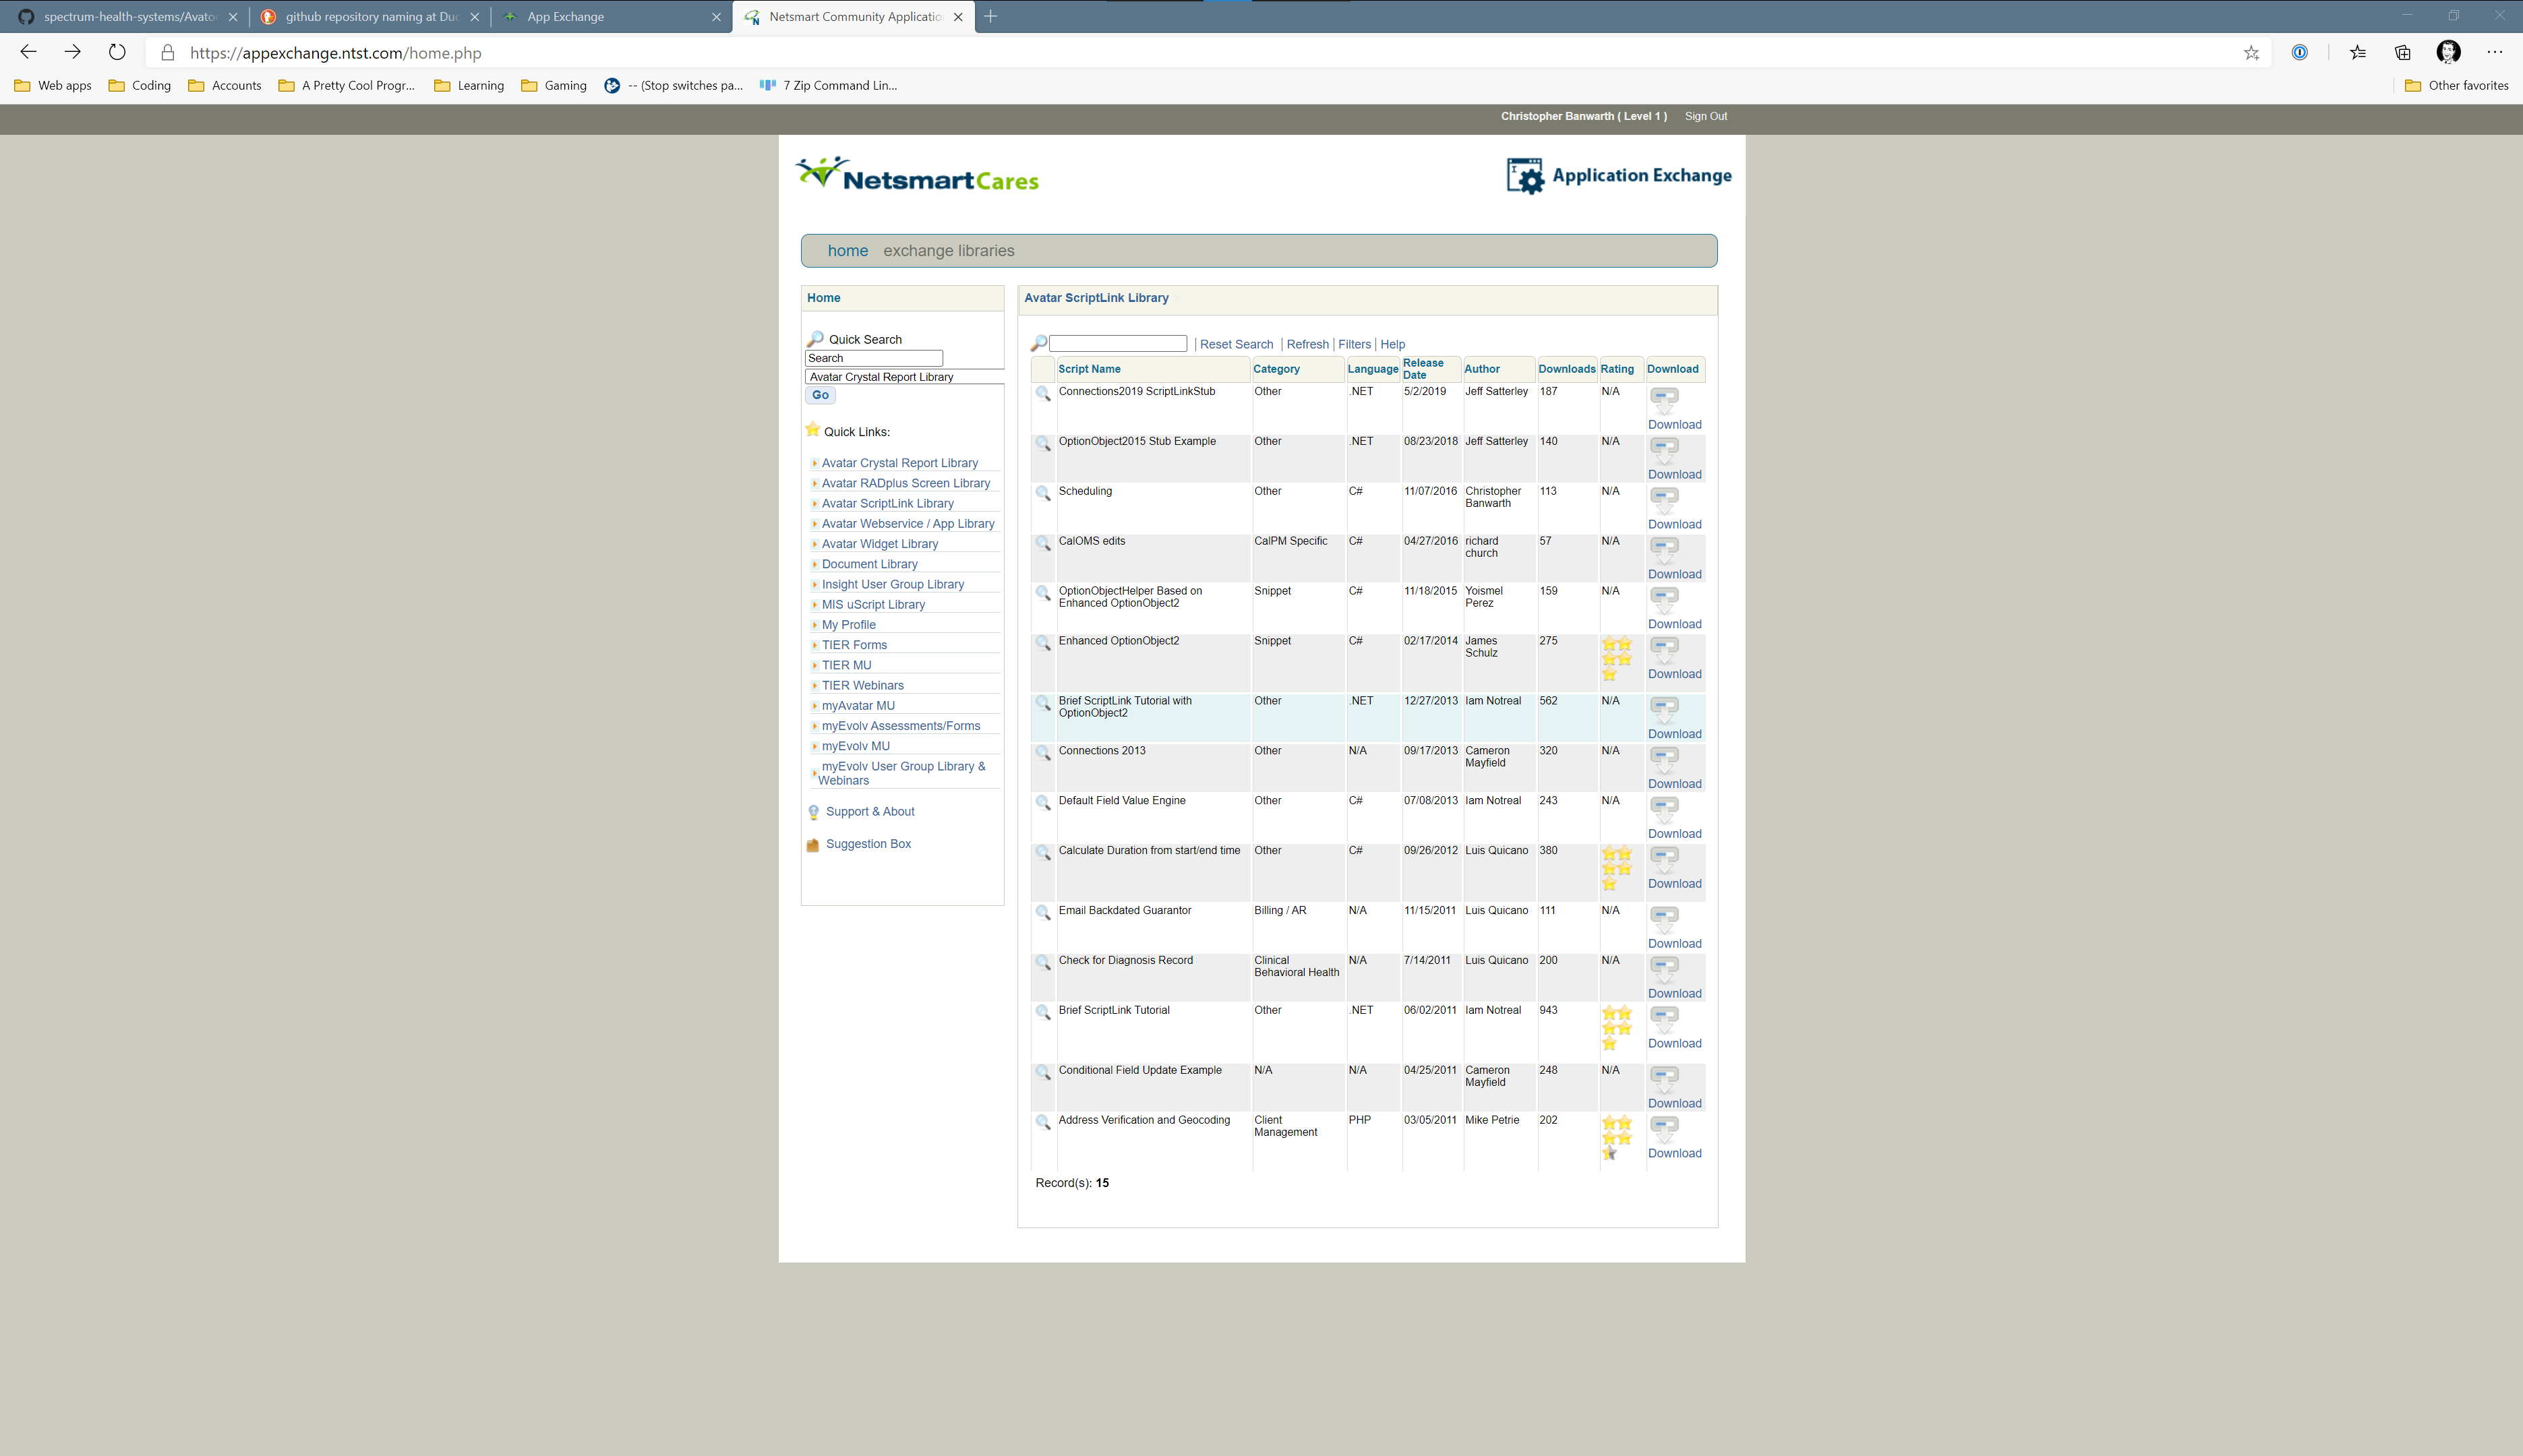 spectrum-health-systems/Avato
github repository naming at Duc
App Exchange
Netsmart Community Applicatio
https://appexchange.ntst.com/home.php
Web apps
Coding
Accounts
A Pretty Cool Progr...
Learning
Gaming
-- (Stop switches pa...
7 Zip Command Lin...
Other favorites
Christopher Banwarth ( Level 1 ) Sign Out
NetsmartCares
Application Exchange
home exchange libraries
Home
Quick Search
Search
Avatar Crystal Report Library
Go
Quick Links:
Avatar Crystal Report Library
Avatar RADplus Screen Library
Avatar ScriptLink Library
Avatar Webservice / App Library
Avatar Widget Library
Document Library
Insight User Group Library
MIS uScript Library
My Profile
TIER Forms
TIER MU
TIER Webinars
myAvatar MU
myEvolv Assessments/Forms
myEvolv MU
myEvolv User Group Library &
Webinars
Support & About
Suggestion Box
Avatar ScriptLink Library
| Reset Search | Refresh | Filters | Help
Script Name Category Language Release Date Author Downloads Rating Download
Connections2019 ScriptLinkStub Other .NET 5/2/2019 Jeff Satterley 187 N/A
Download
OptionObject2015 Stub Example Other .NET 08/23/2018 Jeff Satterley 140 N/A
Download
Scheduling Other C# 11/07/2016 Christopher 113 N/A
Banwarth
Download
CalOMS edits CalPM Specific C# 04/27/2016 richard 57 N/A
church
Download
OptionObjectHelper Based on Snippet C# 11/18/2015 Yoismel 159 N/A
Enhanced OptionObject2 Perez
Download
Enhanced OptionObject2 Snippet C# 02/17/2014 James 275
Schulz
Download
Brief ScriptLink Tutorial with Other .NET 12/27/2013 Iam Notreal 562 N/A
OptionObject2
Download
Connections 2013 Other N/A 09/17/2013 Cameron 320 N/A
Mayfield
Download
Default Field Value Engine Other C# 07/08/2013 Iam Notreal 243 N/A
Download
Calculate Duration from start/end time Other C# 09/26/2012 Luis Quicano 380
Download
Email Backdated Guarantor Billing / AR N/A 11/15/2011 Luis Quicano 111 N/A
Download
Check for Diagnosis Record Clinical N/A 7/14/2011 Luis Quicano 200 N/A
Behavioral Health
Download
Brief ScriptLink Tutorial Other .NET 06/02/2011 Iam Notreal 943
Download
Conditional Field Update Example N/A N/A 04/25/2011 Cameron 248 N/A
Mayfield
Download
Address Verification and Geocoding Client PHP 03/05/2011 Mike Petrie 202
Management
Download
Record(s): 15